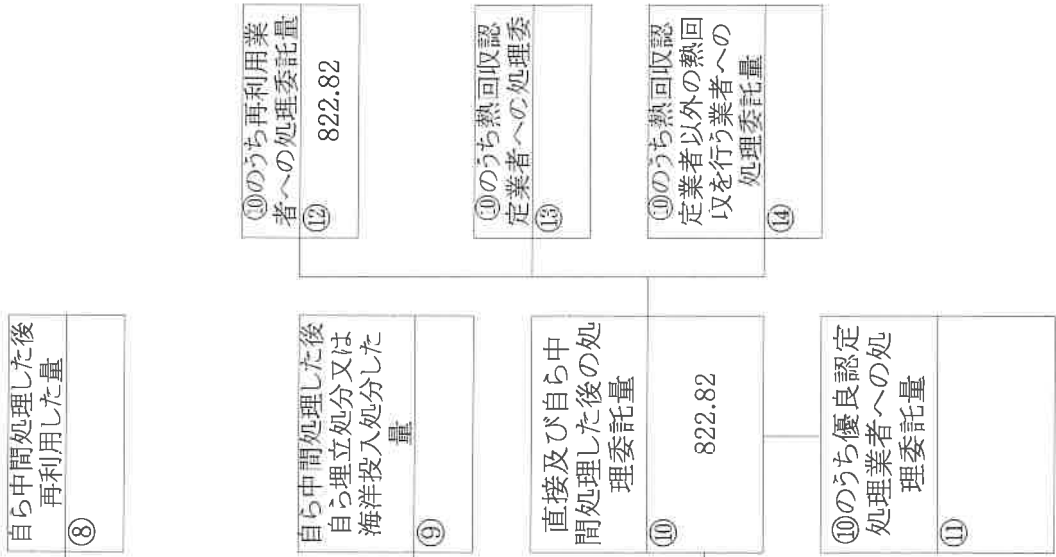 自ら中間処理した後
再利用した量
⑧
自ら中間処理した後
自ら埋立処分又は
海洋投入処分した
量
⑨
直接及び自ら中
間処理した後の処
理委託量
⑩
822.82
⑩のうち優良認定
処理業者への処
理委託量
⑪
⑩のうち再利用業
者への処理委託量
⑫
822.82
⑩のうち熱回収認
定業者への処理委
⑬
⑩のうち熱回収認
定業者以外の熱回
収を行う業者への
処理委託量
⑭